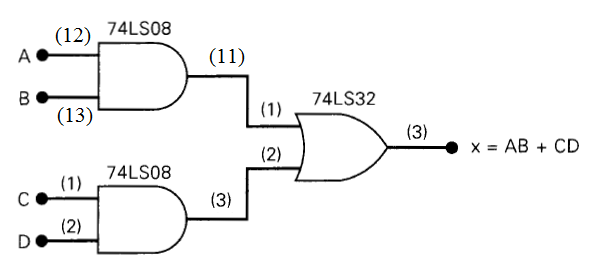 74LS08
(12)
A
(11)
B
(13)
74LS32
(1)
(2)
(3)
x = AB + CD
74LS08
(1)
C
(3)
(2)
D